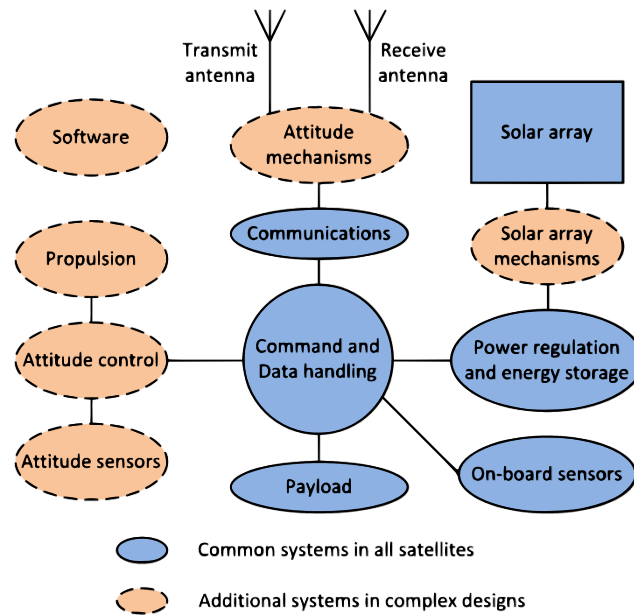 Transmit
antenna
Receive
antenna
Software
Attitude
mechanisms
Solar array
Communications
Propulsion
Solar array
mechanisms
Command and
Data handling
Attitude control
Power regulation
and energy storage
Attitude sensors
Payload
On-board sensors
Common systems in all satellites
Additional systems in complex designs